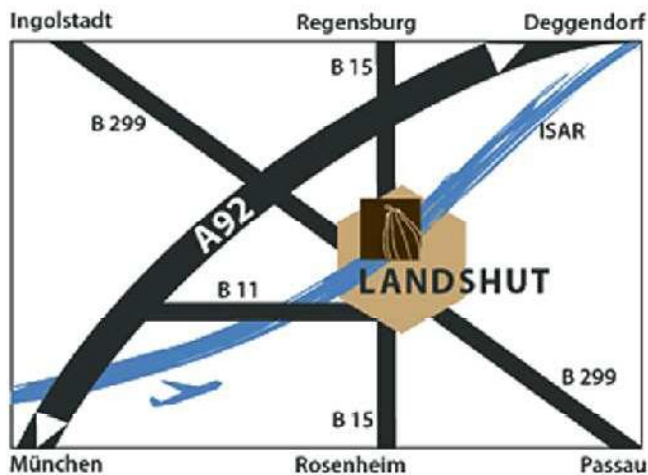 Ingolstadt Regensburg Deggendorf
B 15
B 299
ISAR
A92
LANDSHUT
B 11
B 299
B 15
München Rosenheim Passau